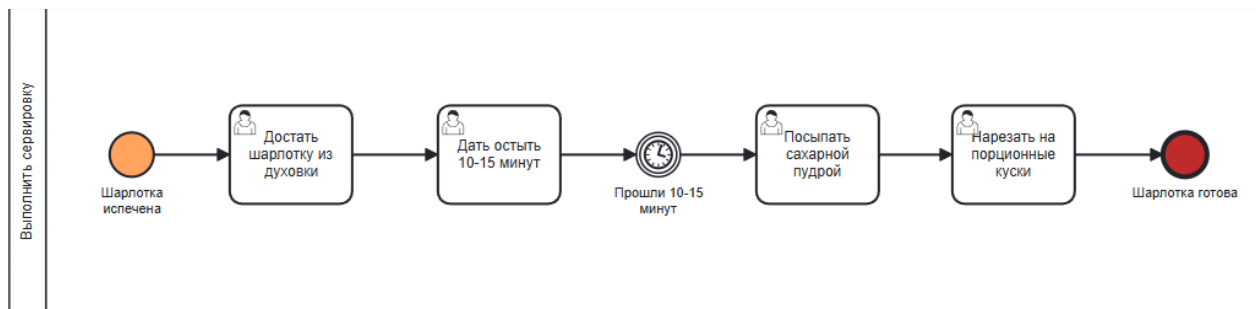 Выполнить сервировку
Шарлотка
испечена
Достать
шарлотку из
духовки
Дать остыть
10-15 минут
Прошли 10-15
минут
Посыпать
сахарной
пудрой
Нарезать на
порционные
куски
Шарлотка готова